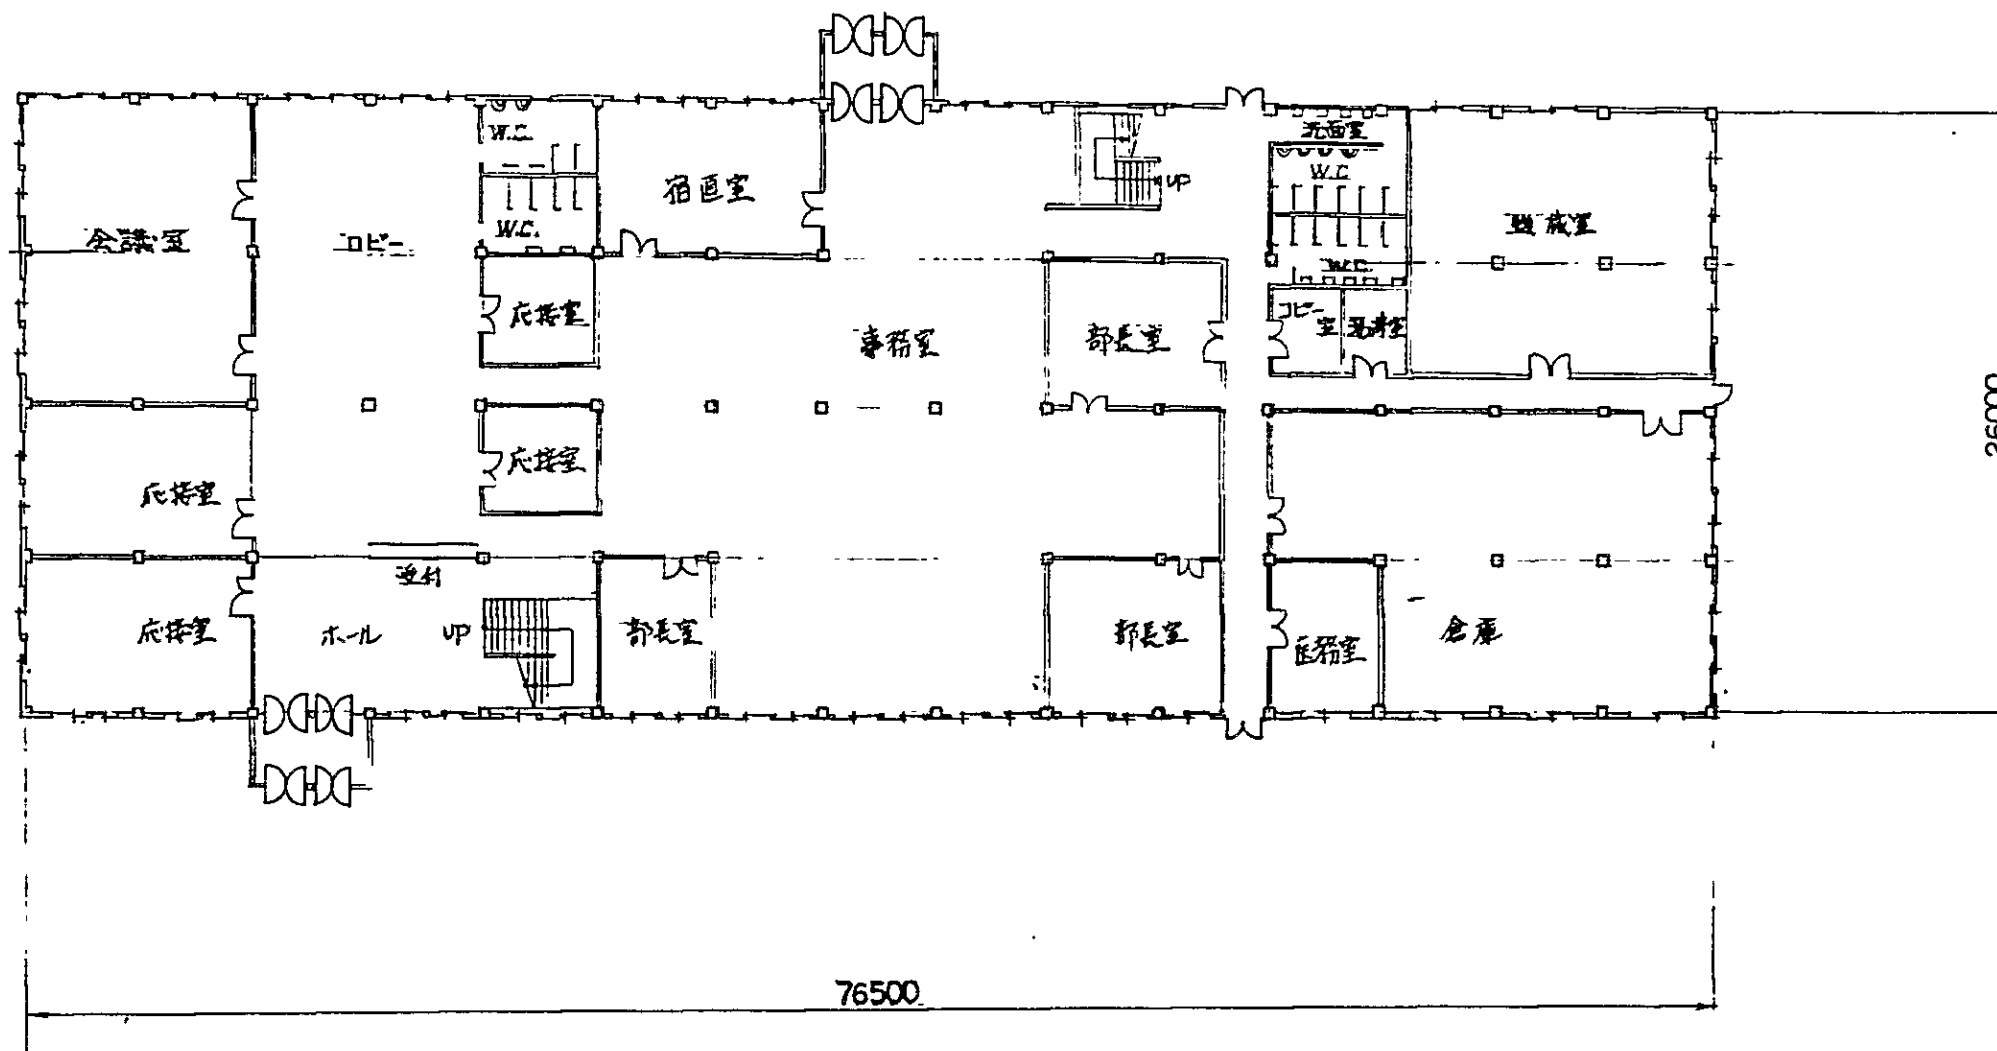 W.C.
洗面室
W.C
宿直室
UP
W.C.
会議室
ロビー
機械室
W.C.
応接室
コピー室
湯沸室
事務室
部長室
応接室
応接室
受付
応接室
ホール
UP
部長室
部長室
医務室
倉庫
26000
76500